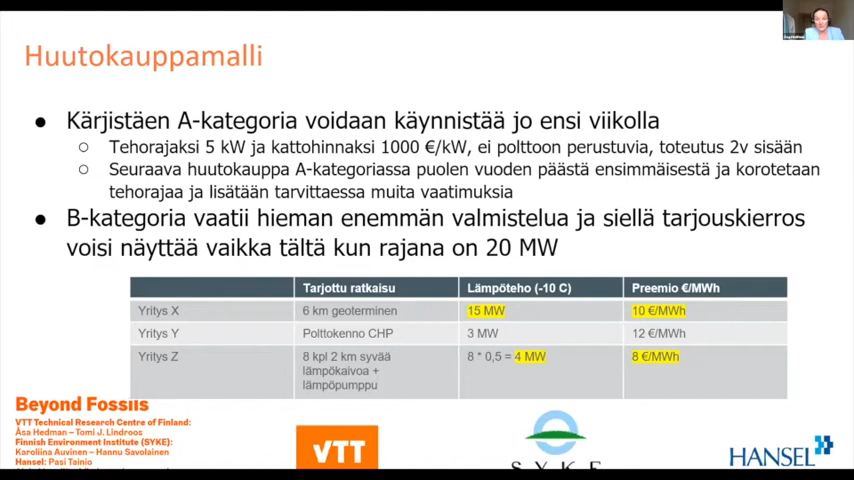 Huutokauppamalli
● Kärjistäen A-kategoria voidaan käynnistää jo ensi viikolla
○ Tehorajaksi 5 kW ja kattohinnaksi 1000 €/kW, ei polttoon perustuvia, toteutus 2v sisään
○ Seuraava huutokauppa A-kategoriassa puolen vuoden päästä ensimmäisestä ja korotetaan
tehorajaa ja lisätään tarvittaessa muita vaatimuksia
● B-kategoria vaatii hieman enemmän valmistelua ja siellä tarjouskierros
voisi näyttää vaikka tältä kun rajana on 20 MW
Tarjottu ratkaisu Lämpöteho (-10 C) Preemio €/MWh
Yritys X 6 km geoterminen 15 MW 10 €/MWh
Yritys Y Polttokenno CHP 3 MW 12 €/MWh
Yritys Z 8 kpl 2 km syvää 8 * 0,5 = 4 MW 8 €/MWh
lämpökaivoa +
lämpöpumppu
Beyond Fossils
VTT Technical Research Centre of Finland:
Åsa Hedman – Tomi J. Lindroos
Finnish Environment Institute (SYKE):
Karoliina Auvinen – Hannu Savolainen
Hansel: Pasi Tainio
VTT
SYKE
HANSEL